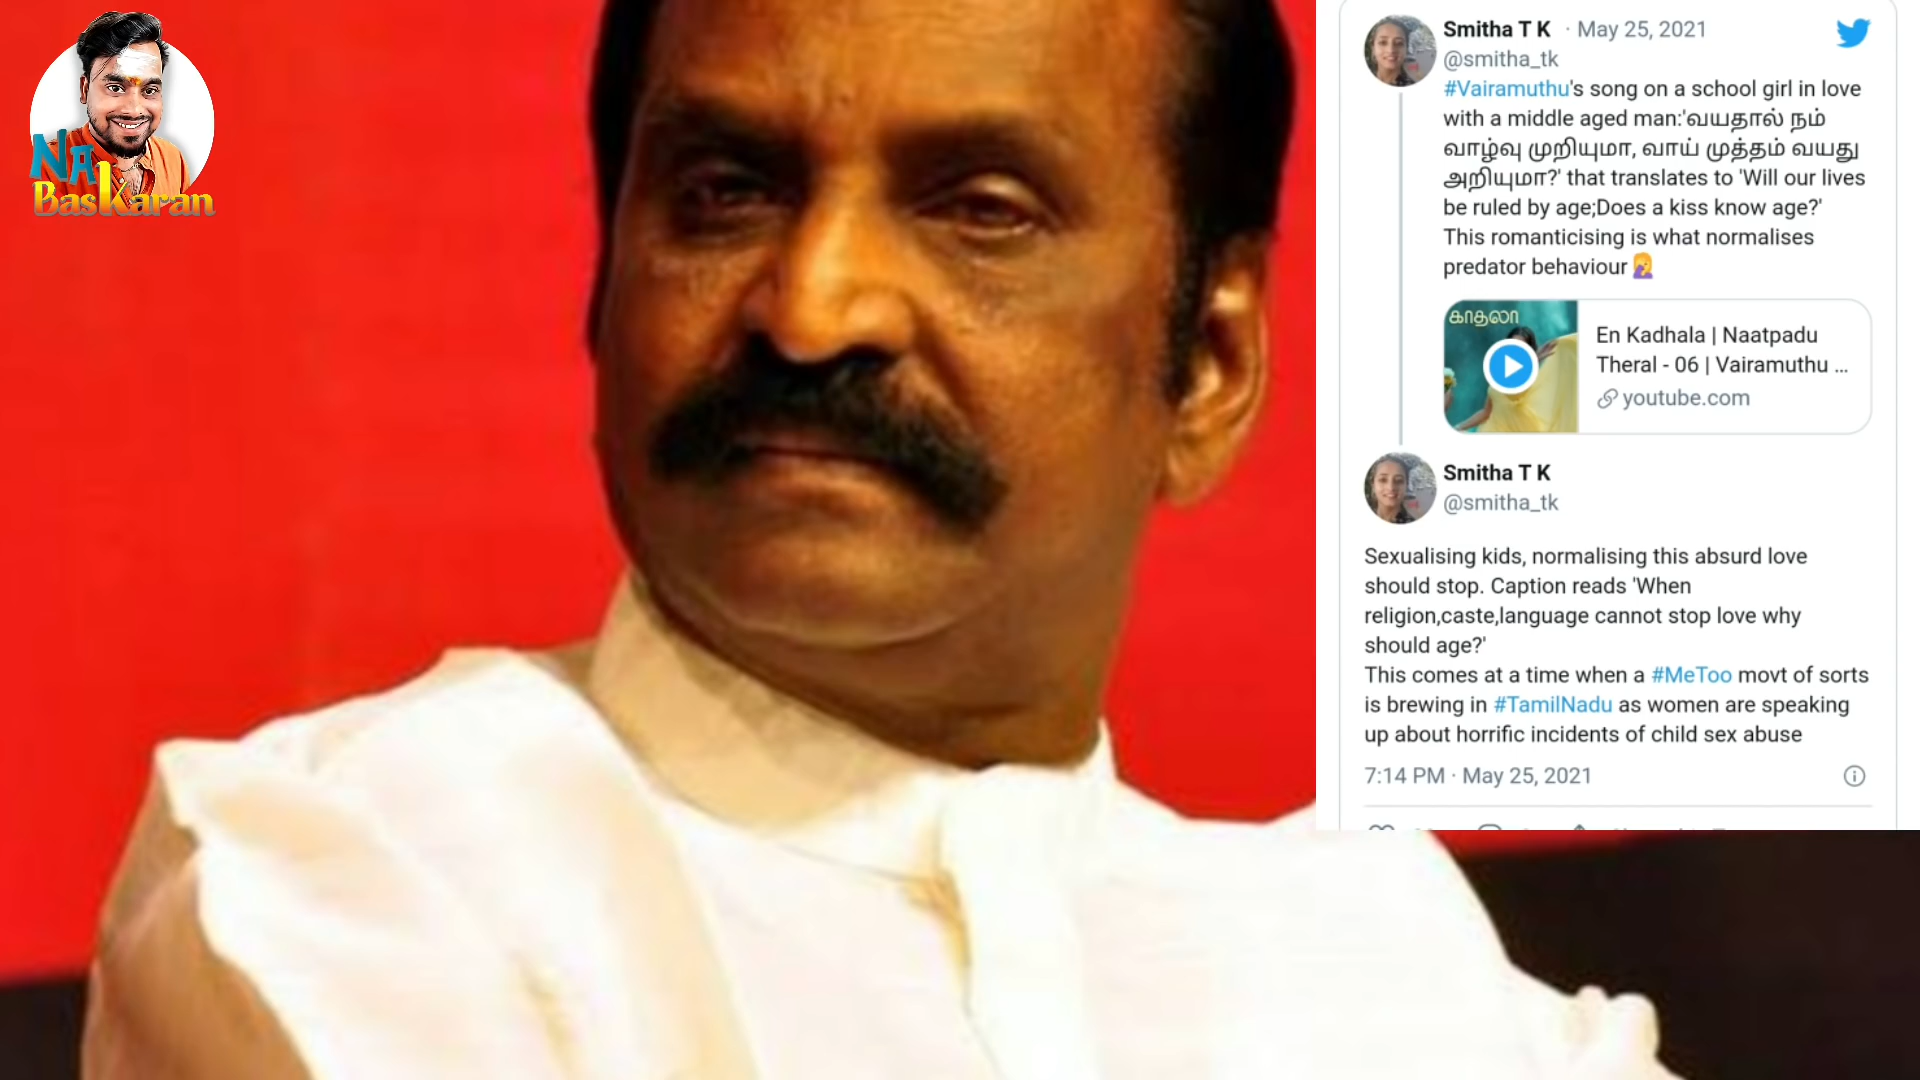 Na
Baskaran
Smitha T K · May 25, 2021
@smitha_tk
#Vairamuthu's song on a school girl in love
with a middle aged man:'வயதால் நம்
வாழ்வு முறியுமா, வாய் முத்தம் வயது
அறியுமா?' that translates to 'Will our lives
be ruled by age;Does a kiss know age?'
This romanticising is what normalises
predator behaviour🤦‍♀️
காதலா
En Kadhala | Naatpadu
Theral - 06 | Vairamuthu ...
youtube.com
Smitha T K
@smitha_tk
Sexualising kids, normalising this absurd love
should stop. Caption reads 'When
religion,caste,language cannot stop love why
should age?'
This comes at a time when a #MeToo movt of sorts
is brewing in #TamilNadu as women are speaking
up about horrific incidents of child sex abuse
7:14 PM · May 25, 2021